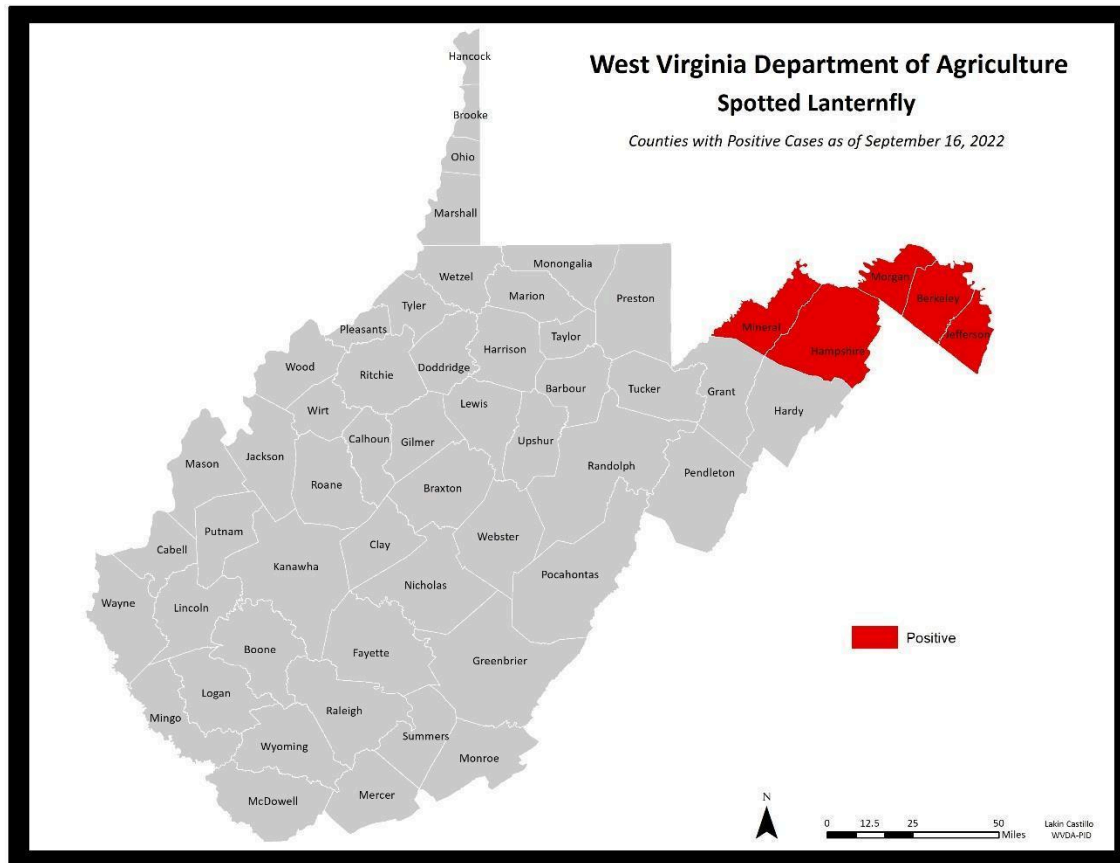 West Virginia Department of Agriculture
Spotted Lanternfly
Counties with Positive Cases as of September 16, 2022
Hancock
Brooke
Ohio
Marshall
Wetzel
Monongalia
Marion
Preston
Tyler
Pleasants
Taylor
Harrison
Doddridge
Wood
Ritchie
Morgan
Berkeley
Jefferson
Mineral
Hampshire
Barbour
Tucker
Grant
Hardy
Wirt
Lewis
Calhoun
Gilmer
Upshur
Jackson
Mason
Roane
Braxton
Randolph
Pendleton
Putnam
Cabell
Clay
Webster
Kanawha
Nicholas
Pocahontas
Wayne
Lincoln
Boone
Fayette
Greenbrier
Positive
Logan
Raleigh
Mingo
Summers
Wyoming
Monroe
Mercer
McDowell
N
0 12.5 25 50
Miles
Lakin Castillo
WVDA-PID